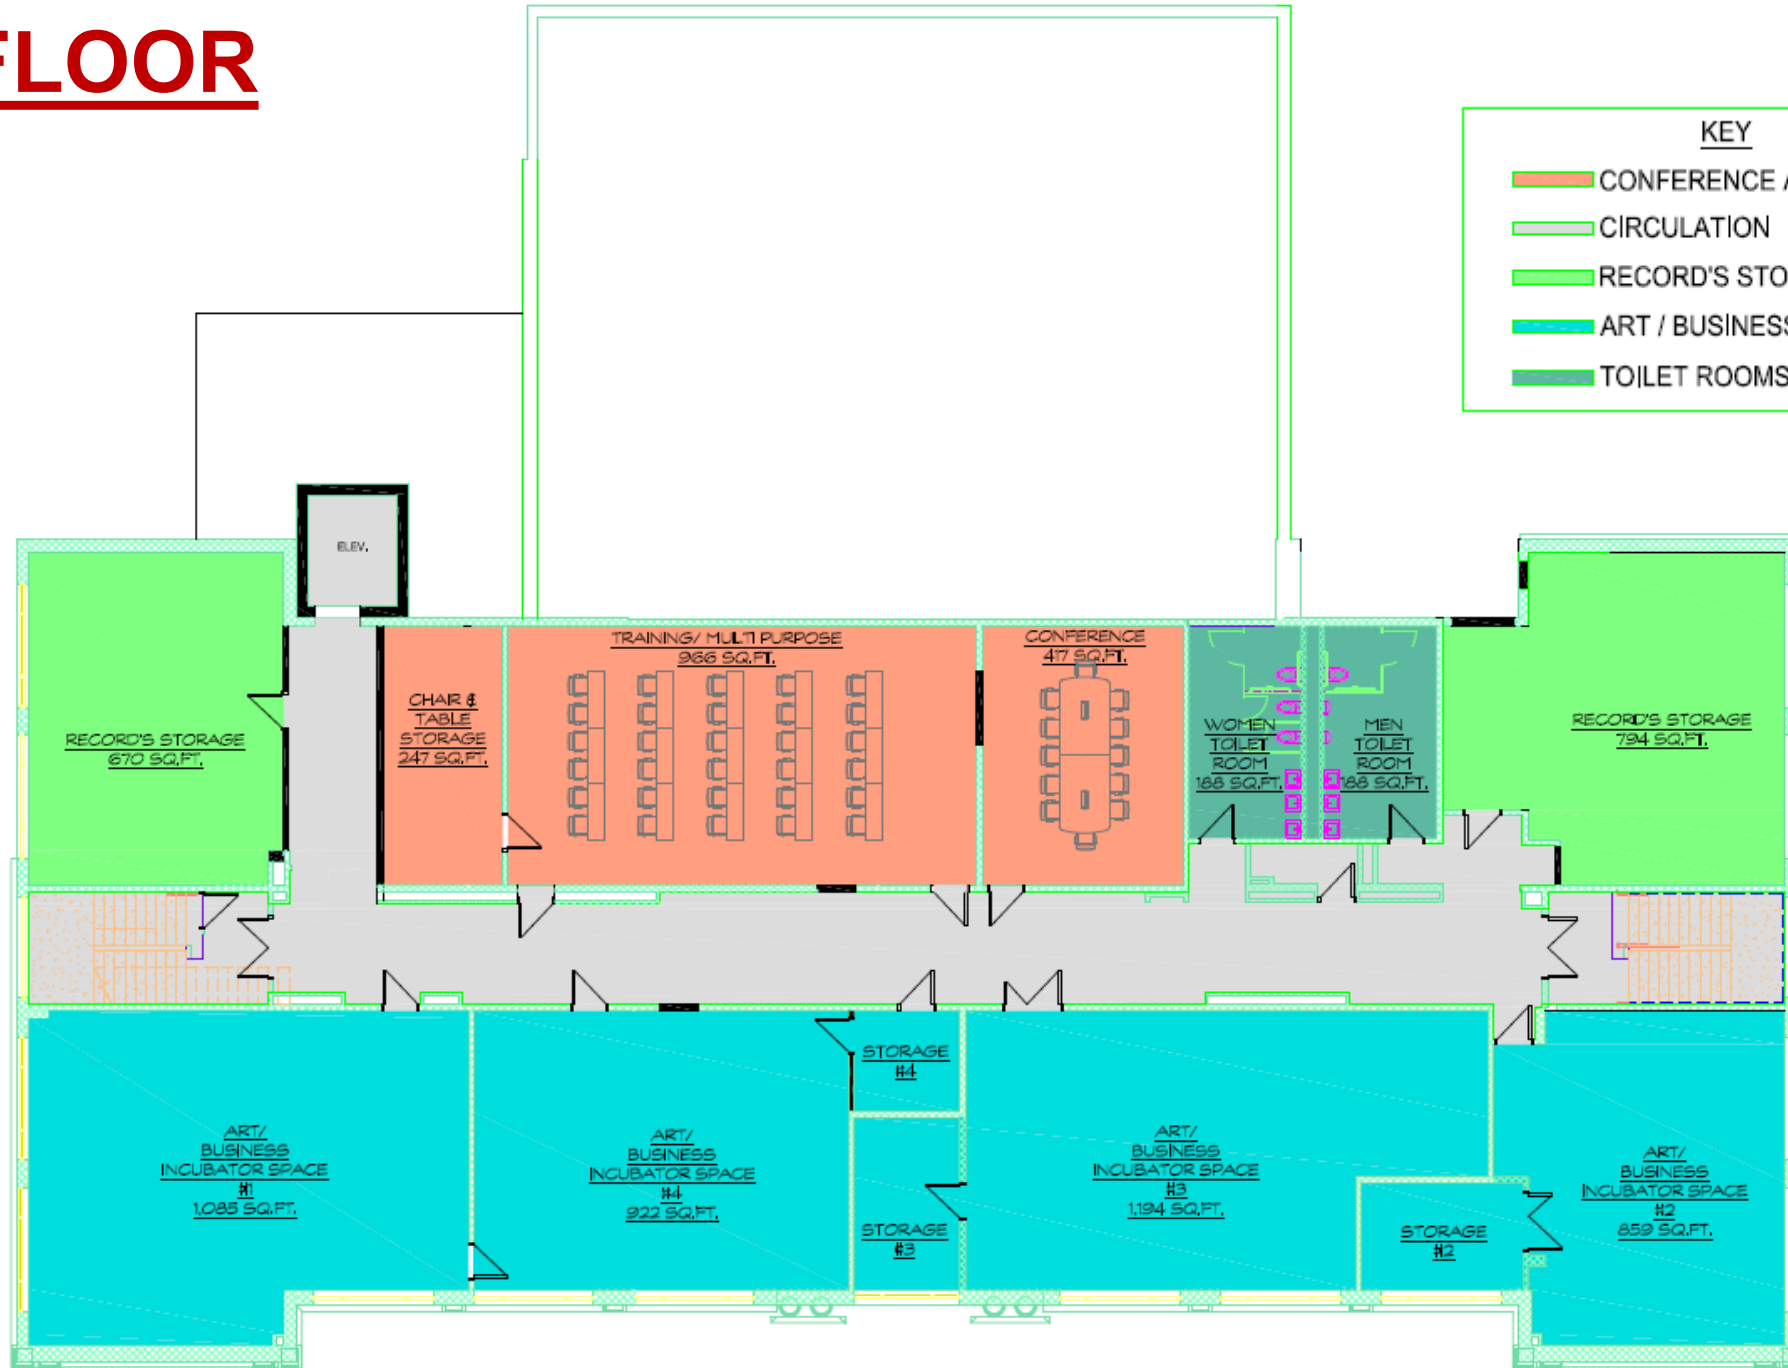 FLOOR
KEY
CONFERENCE
CIRCULATION
RECORD'S
ART / BUSINESS
TOILET ROOMS
ELEV.
TRAINING/ MULTI PURPOSE
966 SQ.FT.
CONFERENCE
417 SQ.FT.
CHAIR &
TABLE
STORAGE
247 SQ.FT.
RECORD'S STORAGE
670 SQ.FT.
WOMEN
TOILET
ROOM
188 SQ.FT.
MEN
TOILET
ROOM
188 SQ.FT.
RECORD'S STORAGE
794 SQ.FT.
ART/
BUSINESS
INCUBATOR SPACE
#1
1,085 SQ.FT.
ART/
BUSINESS
INCUBATOR SPACE
#4
922 SQ.FT.
STORAGE
#4
STORAGE
#3
ART/
BUSINESS
INCUBATOR SPACE
#3
1,194 SQ.FT.
STORAGE
#2
ART/
BUSINESS
INCUBATOR SPACE
#2
859 SQ.FT.